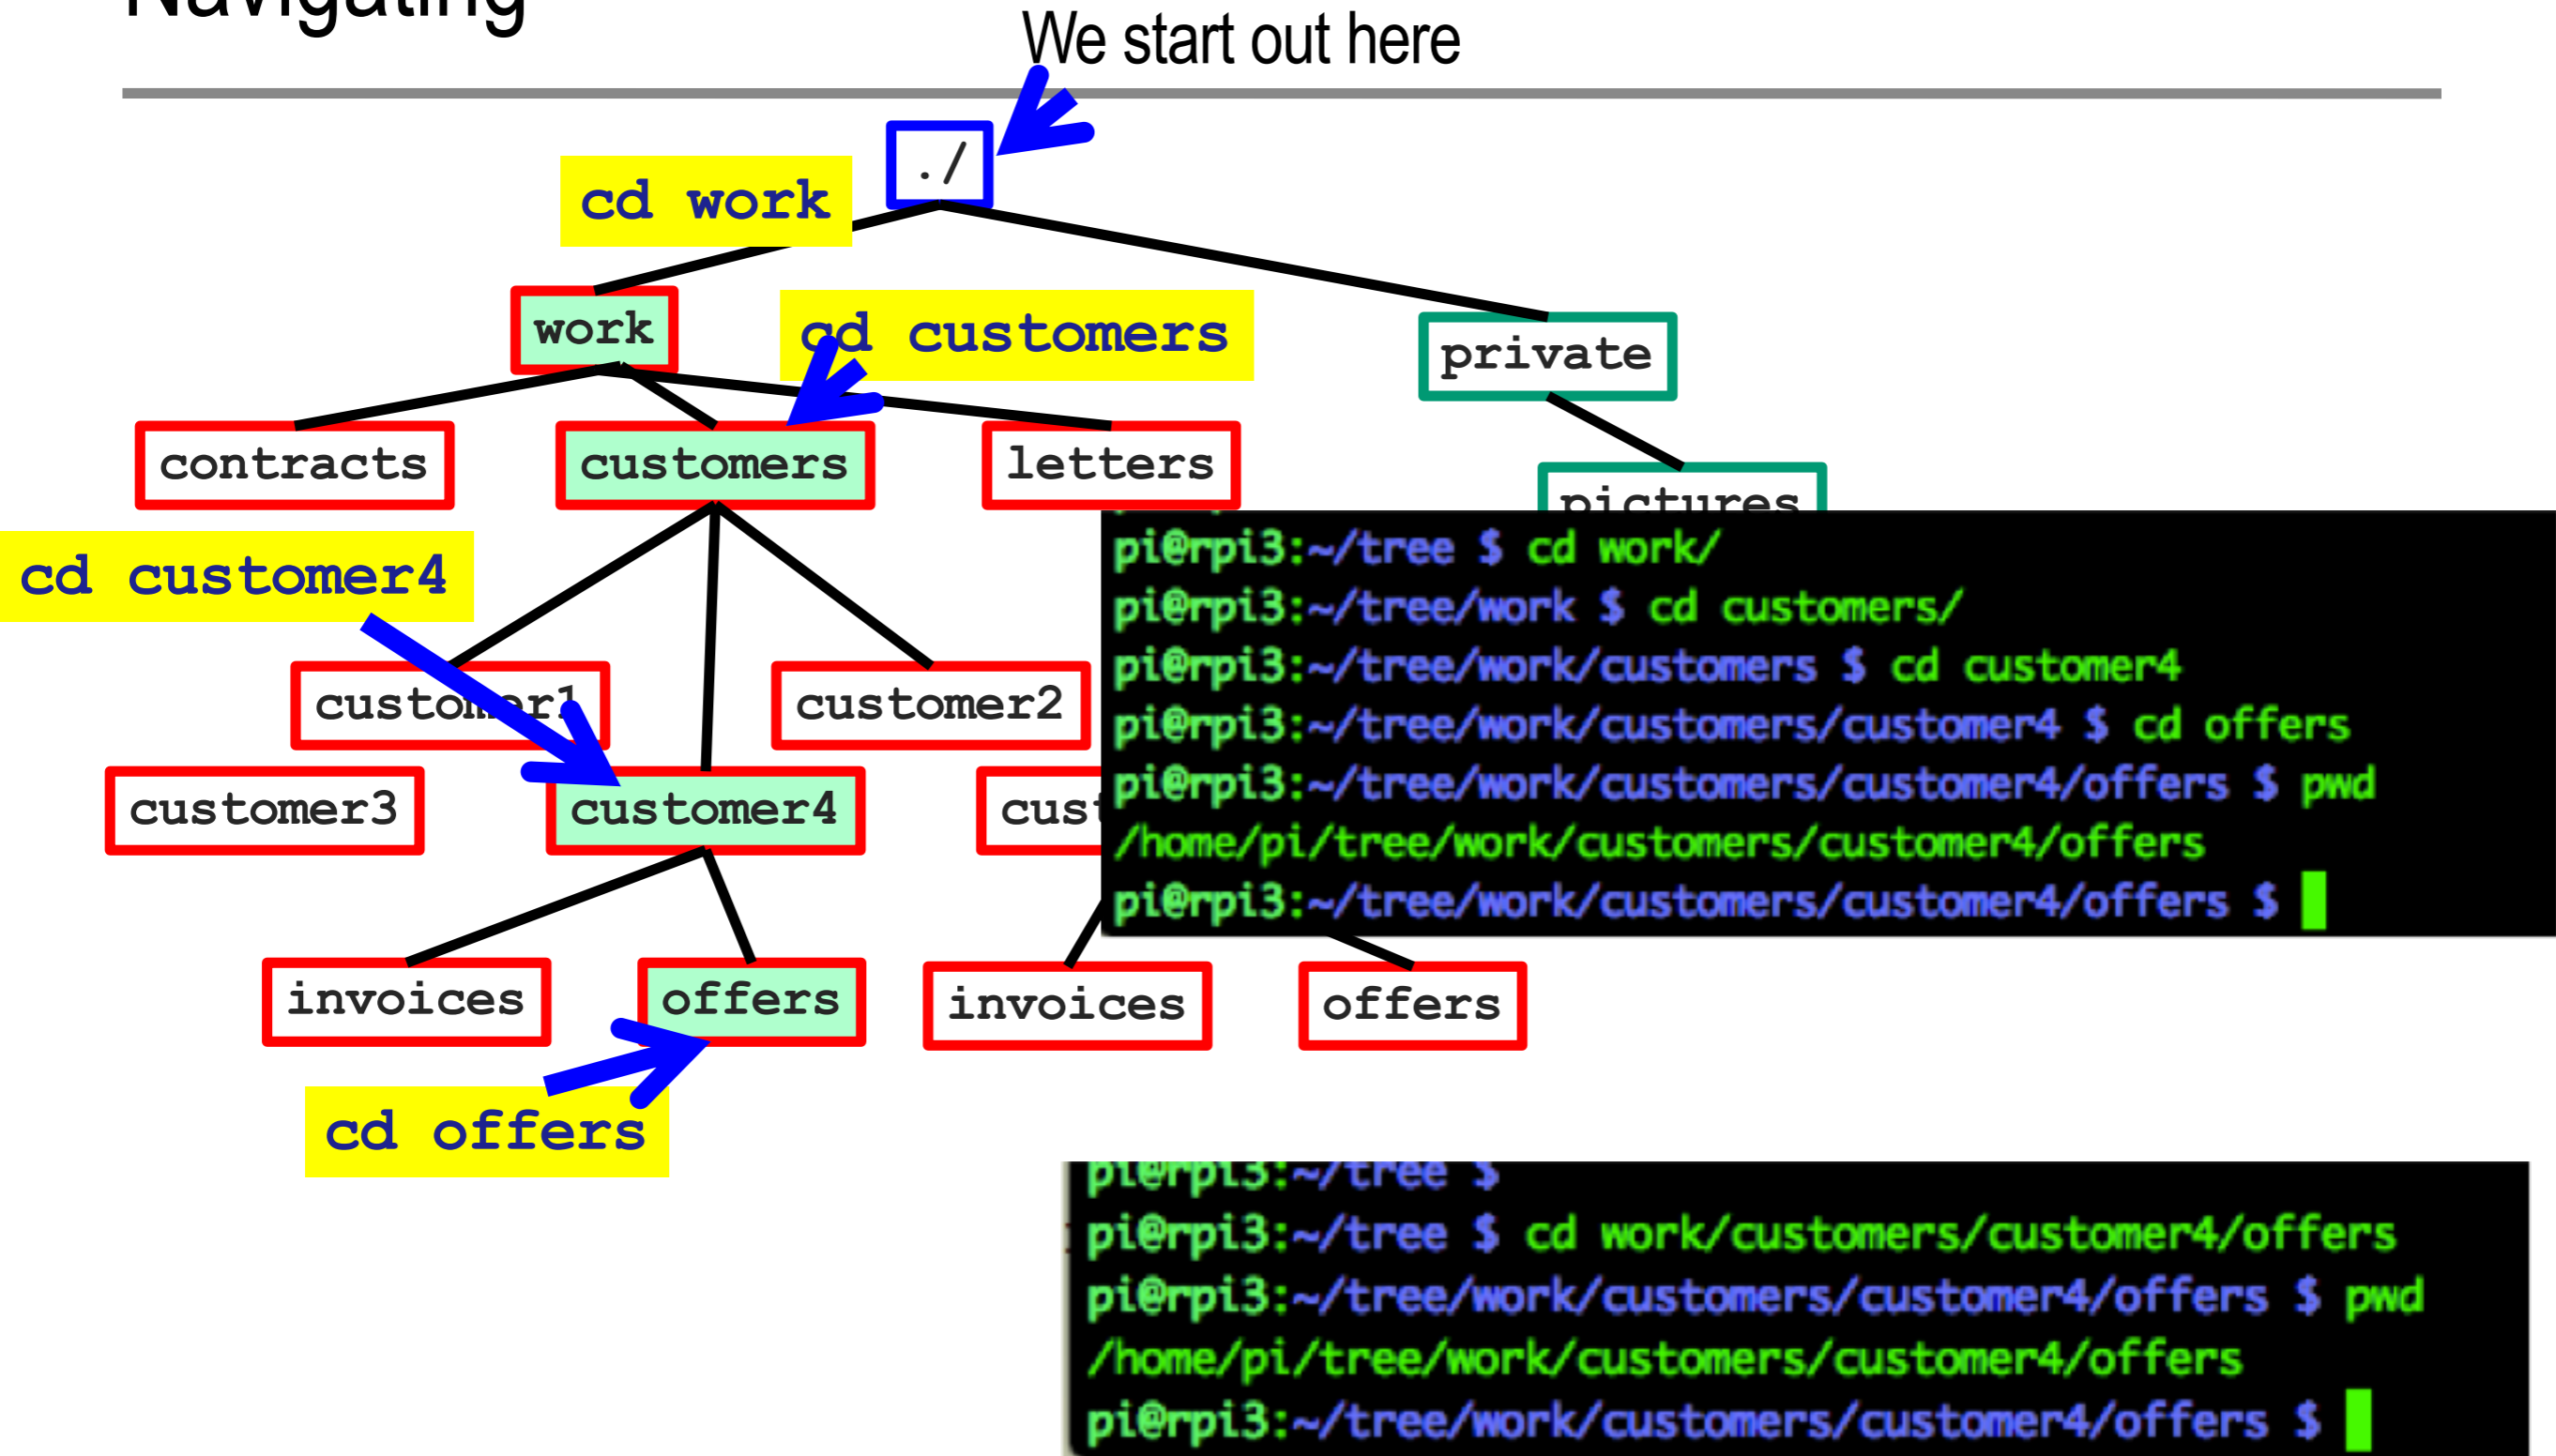 Navigating
We start out here
./
cd work
work
cd customers
private
contracts
customers
letters
pictures
cd customer4
customer1
customer2
customer3
customer4
invoices
offers
invoices
offers
cd offers
pi@rpi3:~/tree $ cd work/
pi@rpi3:~/tree/work $ cd customers/
pi@rpi3:~/tree/work/customers $ cd customer4
pi@rpi3:~/tree/work/customers/customer4 $ cd offers
pi@rpi3:~/tree/work/customers/customer4/offers $ pwd
/home/pi/tree/work/customers/customer4/offers
pi@rpi3:~/tree/work/customers/customer4/offers $
pi@rpi3:~/tree $
pi@rpi3:~/tree $ cd work/customers/customer4/offers
pi@rpi3:~/tree/work/customers/customer4/offers $ pwd
/home/pi/tree/work/customers/customer4/offers
pi@rpi3:~/tree/work/customers/customer4/offers $